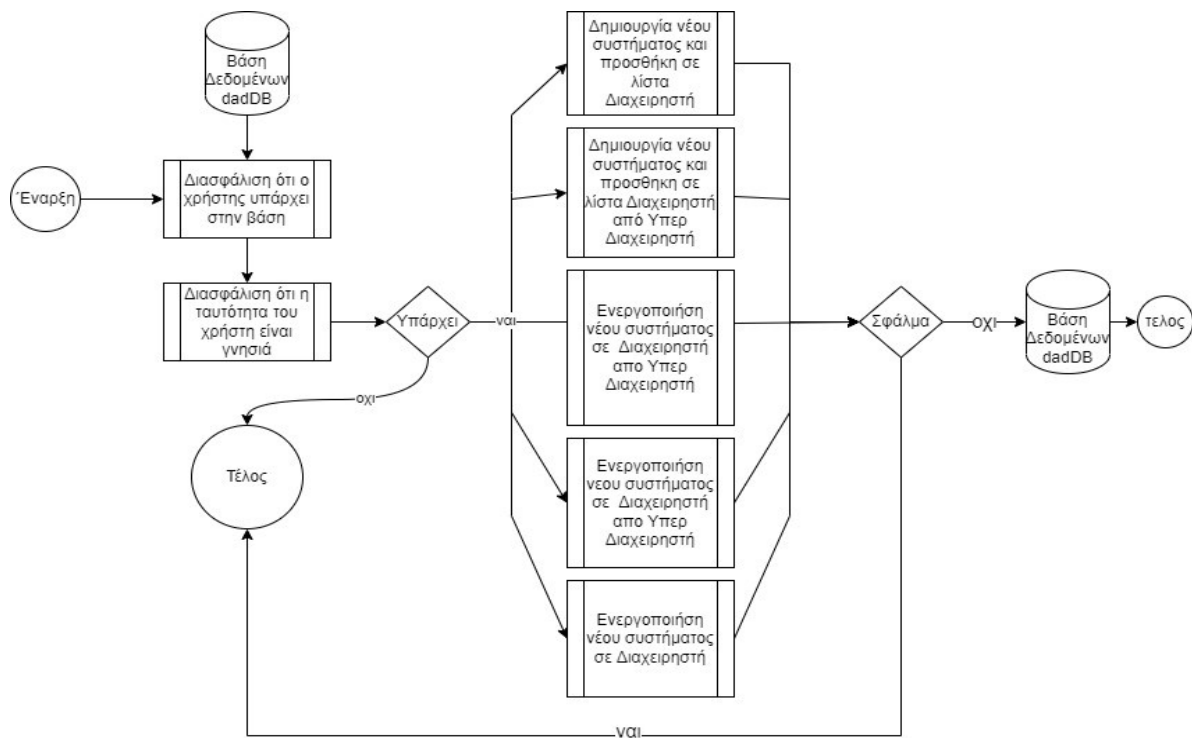 Βάση
Δεδομένων
dadDB
Έναρξη
Διασφάλιση ότι ο
χρήστης υπάρχει
στην βάση
Διασφάλιση ότι η
ταυτότητα του
χρήστη είναι
γνησιά
Υπάρχει
ναι
οχι
Τέλος
Δημιουργία νέου
συστήματος και
προσθήκη σε
λίστα
Διαχειρηστή
Δημιουργία νέου
συστήματος και
προσθηκη σε
λίστα Διαχειρηστή
από Υπερ
Διαχειρηστή
Ενεργοποιήση
νέου συστήματος
σε Διαχειρηστή
απο Υπερ
Διαχειρηστή
Ενεργοποιήση
νεου συστήματος
σε Διαχειρηστή
απο Υπερ
Διαχειρηστή
Ενεργοποιήση
νέου συστήματος
σε Διαχειρηστή
Σφάλμα
οχι
Βάση
Δεδομένων
dadDB
τελος
ναι